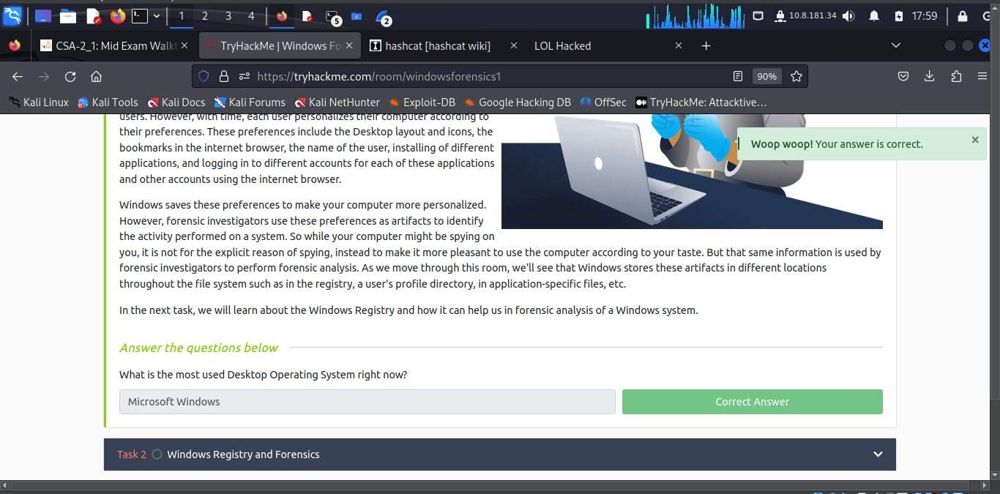 1 2 3 4 5 2 10.8.181.34 17:59
CSA-2_1: Mid Exam Walkt TryHackMe | Windows Fo hashcat [hashcat wiki] LOL Hacked
https://tryhackme.com/room/windowsforensics1 90%
Kali Linux Kali Tools Kali Docs Kali Forums Kali NetHunter Exploit-DB Google Hacking DB OffSec TryHackMe: Attacktive…
users. However, with time, each user personalizes their computer according to
their preferences. These preferences include the Desktop layout and icons, the
bookmarks in the internet browser, the name of the user, installing of different
applications, and logging in to different accounts for each of these applications
and other accounts using the internet browser.
Woop woop! Your answer is correct.
Windows saves these preferences to make your computer more personalized.
However, forensic investigators use these preferences as artifacts to identify
the activity performed on a system. So while your computer might be spying on
you, it is not for the explicit reason of spying, instead to make it more pleasant to use the computer according to your taste. But that same information is used by
forensic investigators to perform forensic analysis. As we move through this room, we'll see that Windows stores these artifacts in different locations
throughout the file system such as in the registry, a user's profile directory, in application-specific files, etc.
In the next task, we will learn about the Windows Registry and how it can help us in forensic analysis of a Windows system.
Answer the questions below
What is the most used Desktop Operating System right now?
Microsoft Windows Correct Answer
Task 2 Windows Registry and Forensics